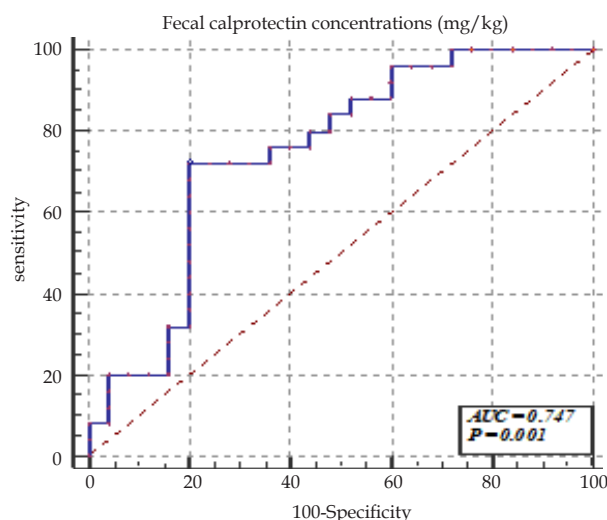 Fecal calprotectin concentrations (mg/kg)
100
80
60
40
20
0
sensitivity
0 20 40 60 80 100
100-Specificity
AUC = 0.747
P = 0.001